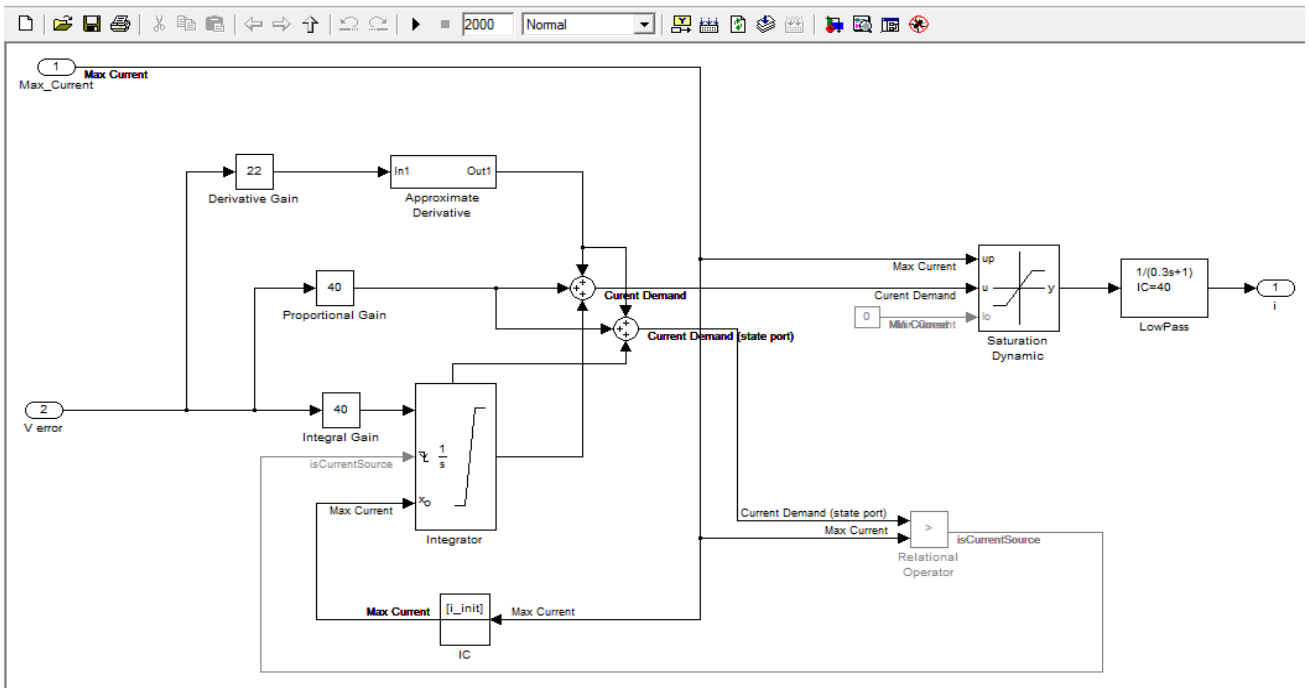 2000
Normal
1
Max Current
Max_Current
22
Derivative Gain
In1
Out1
Approximate
Derivative
40
Proportional Gain
Curent Demand
Current Demand (state port)
Max Current
up
Curent Demand
u
y
0
lo
Saturation
Dynamic
1/(0.3s+1)
IC=40
LowPass
1
i
2
V error
40
Integral Gain
isCurrentSource
1
s
xo
Max Current
Integrator
Current Demand (state port)
Max Current
>
isCurrentSource
Relational
Operator
Max Current
[i_init]
Max Current
IC